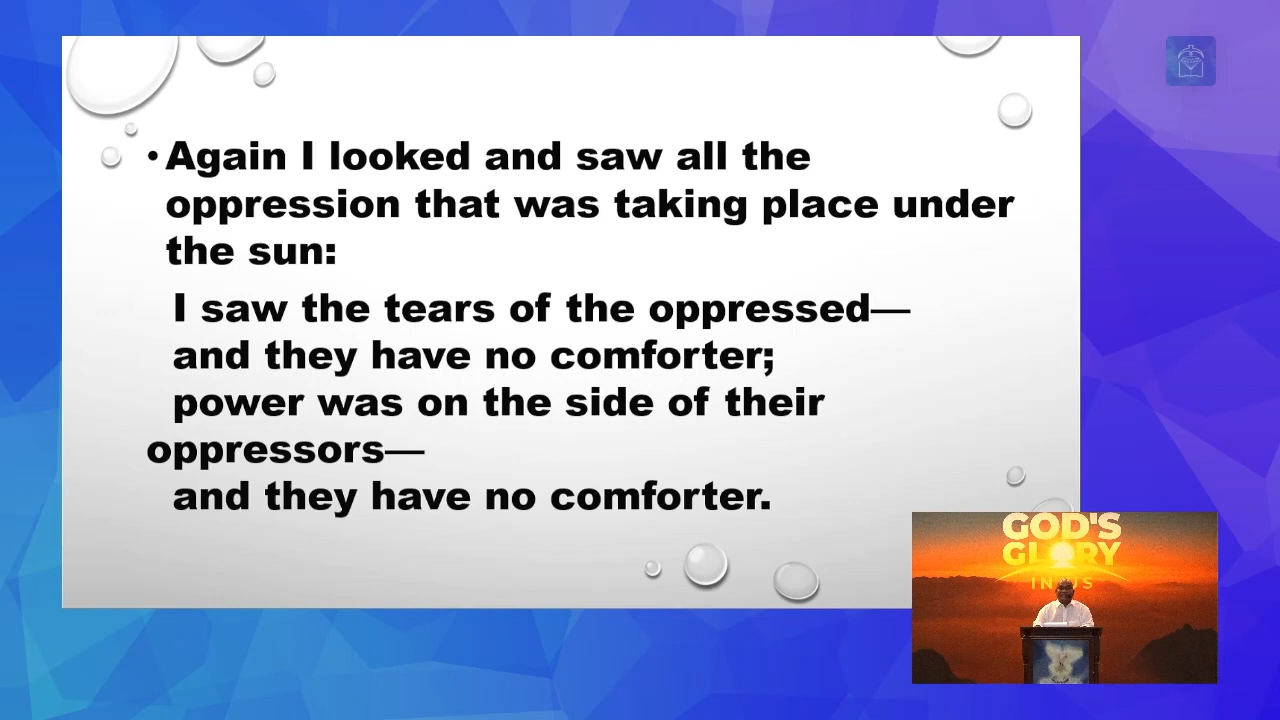 • Again I looked and saw all the
oppression that was taking place under
the sun:
I saw the tears of the oppressed—
and they have no comforter;
power was on the side of their
oppressors—
and they have no comforter.
GOD'S
GLORY
IN US